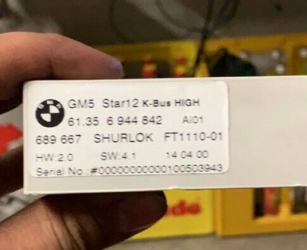 GM5 Star12 K-Bus HIGH
61.35 6 944 842 AI01
689 667 SHURLOK FT1110-01
HW:2.0 SW:4.1 14 04 00
Serial No.: #00000000000100503943